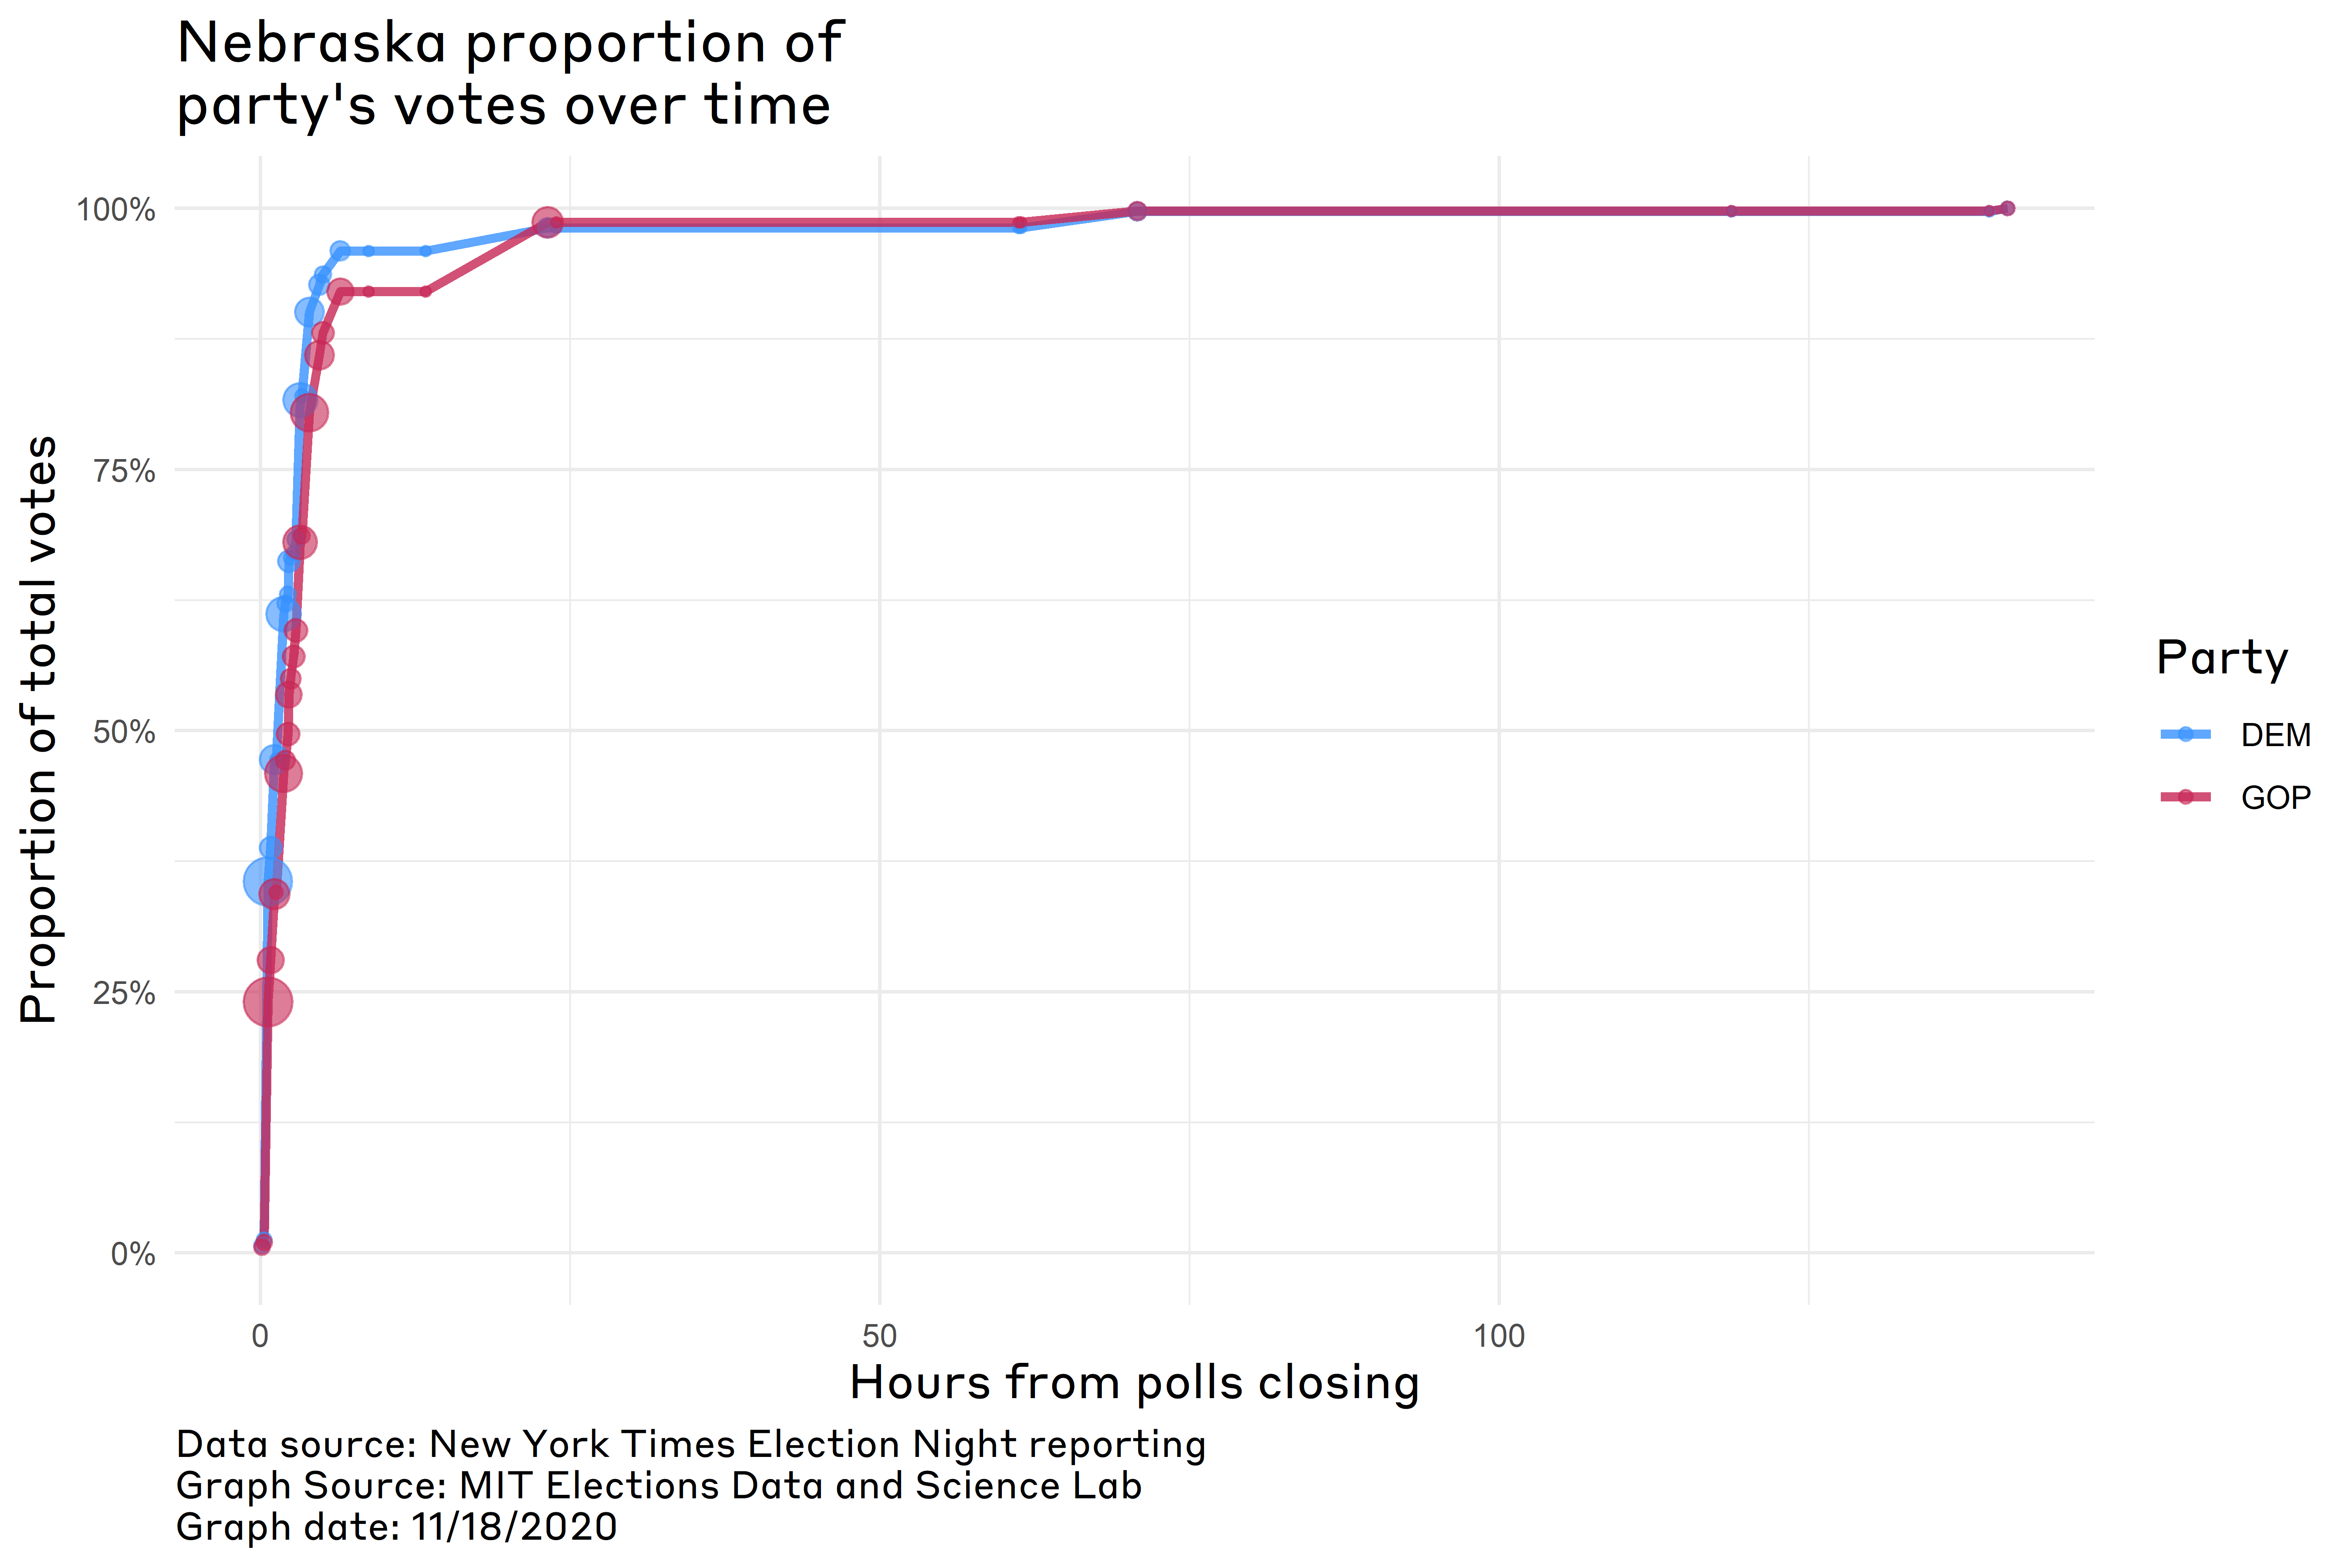 Nebraska proportion of
party's votes over time
Proportion of total votes
100%
75%
50%
25%
0%
0
50
100
Hours from polls closing
Party
DEM
GOP
Data source: New York Times Election Night reporting
Graph Source: MIT Elections Data and Science Lab
Graph date: 11/18/2020